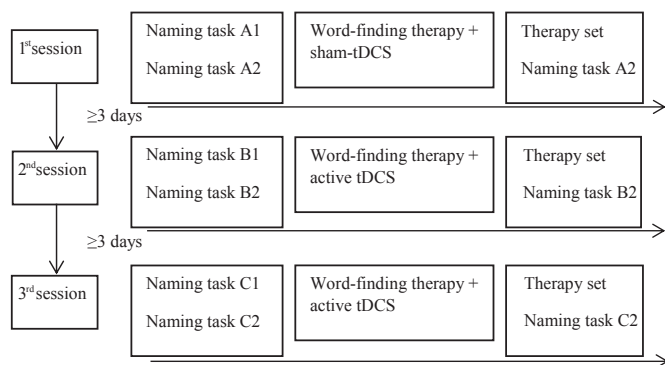 1st session
Naming task A1
Naming task A2
Word-finding therapy +
sham-tDCS
Therapy set
Naming task A2
≥3 days
2nd session
Naming task B1
Naming task B2
Word-finding therapy +
active tDCS
Therapy set
Naming task B2
≥3 days
3rd session
Naming task C1
Naming task C2
Word-finding therapy +
active tDCS
Therapy set
Naming task C2